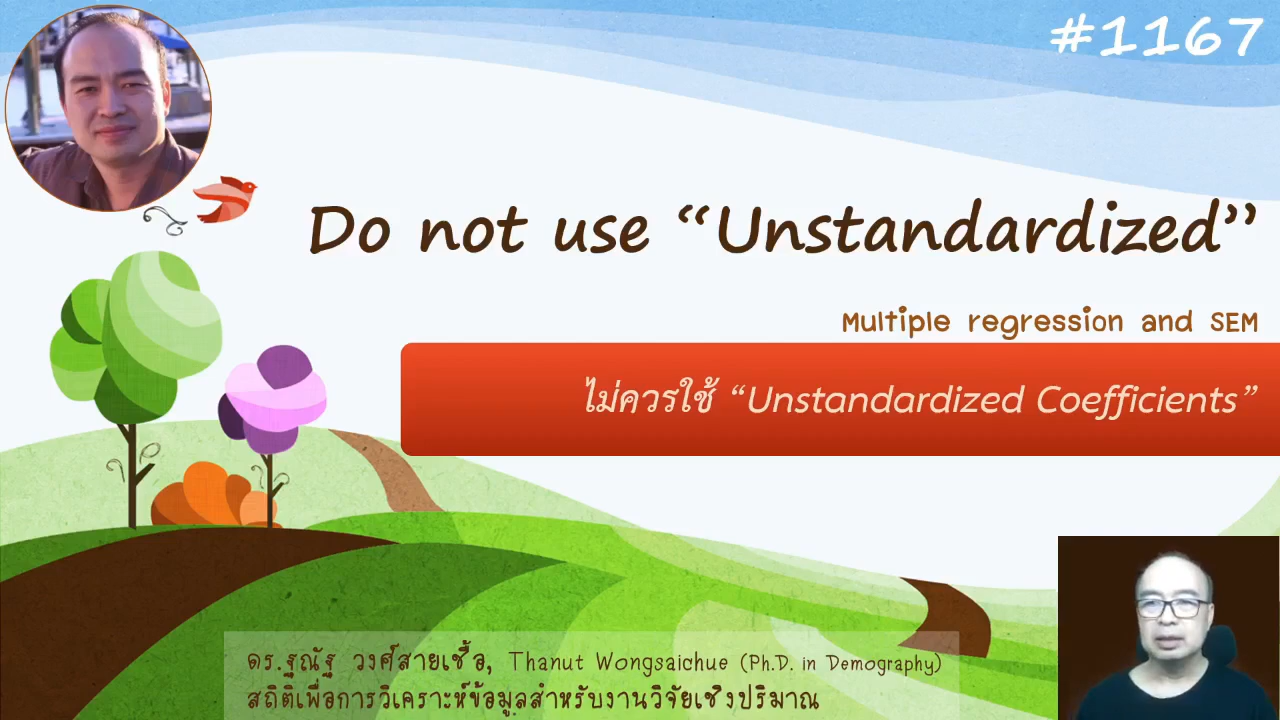 #1167
Do not use “Unstandardized”
Multiple regression and SEM
ไม่ควรใช้ “Unstandardized Coefficients”
ดร.ฐณัฐ วงศ์สายเชื้อ, Thanut Wongsaichue (Ph.D. in Demography)
สถิติเพื่อการวิเคราะห์ข้อมูลสำหรับงานวิจัยเชิงปริมาณ